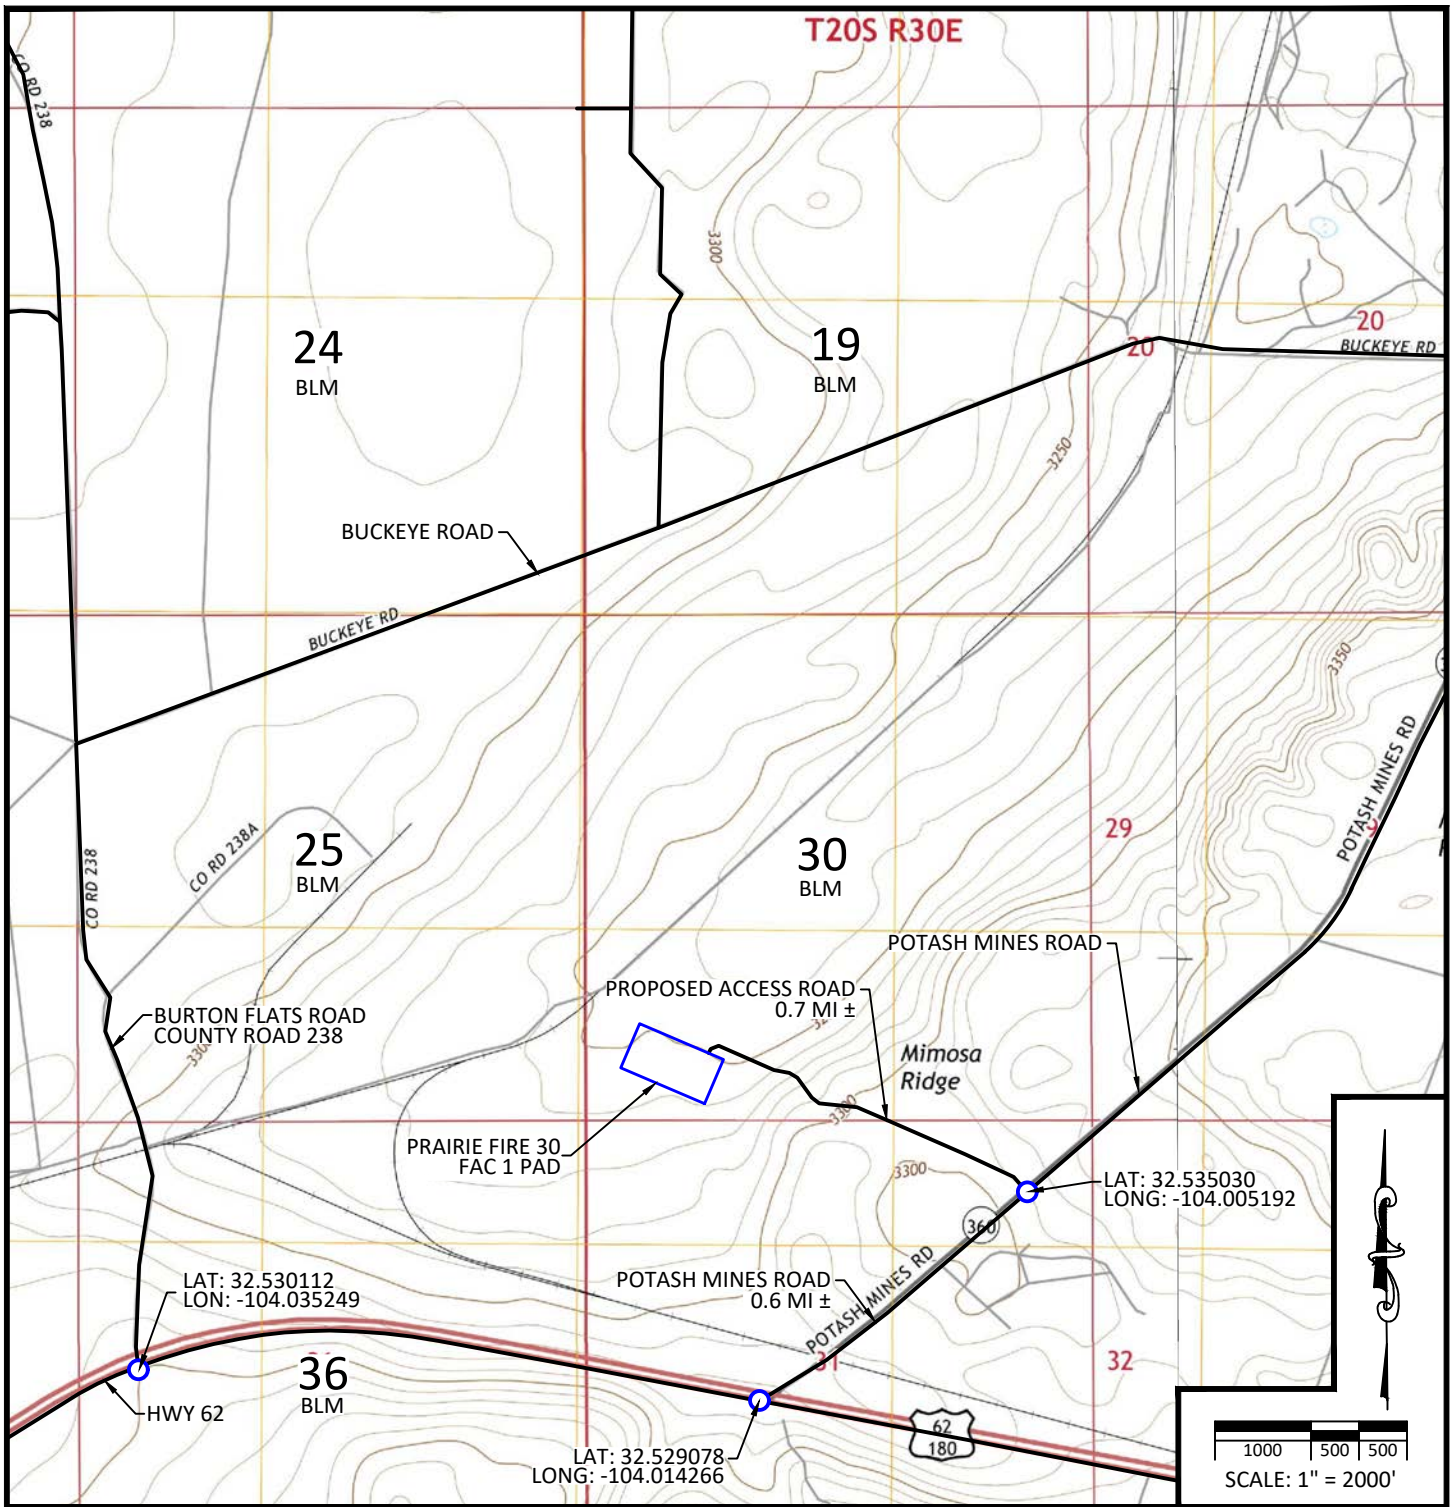 T20S R30E
CO RD 238
3300
24
BLM
19
BLM
20
20
BUCKEYE RD
3250
BUCKEYE ROAD
BUCKEYE RD
3350
POTASH MINES RD
29
25
BLM
CO RD 238A
30
BLM
CO RD 238
POTASH MINES ROAD
PROPOSED ACCESS ROAD
0.7 MI ±
BURTON FLATS ROAD
COUNTY ROAD 238
Mimosa
Ridge
3300
PRAIRIE FIRE 30
FAC 1 PAD
3300
LAT: 32.535030
LONG: -104.005192
360
LAT: 32.530112
LON: -104.035249
POTASH MINES ROAD
0.6 MI ±
POTASH MINES RD
31
32
36
BLM
HWY 62
62
180
LAT: 32.529078
LONG: -104.014266
1000
500
500
SCALE: 1" = 2000'